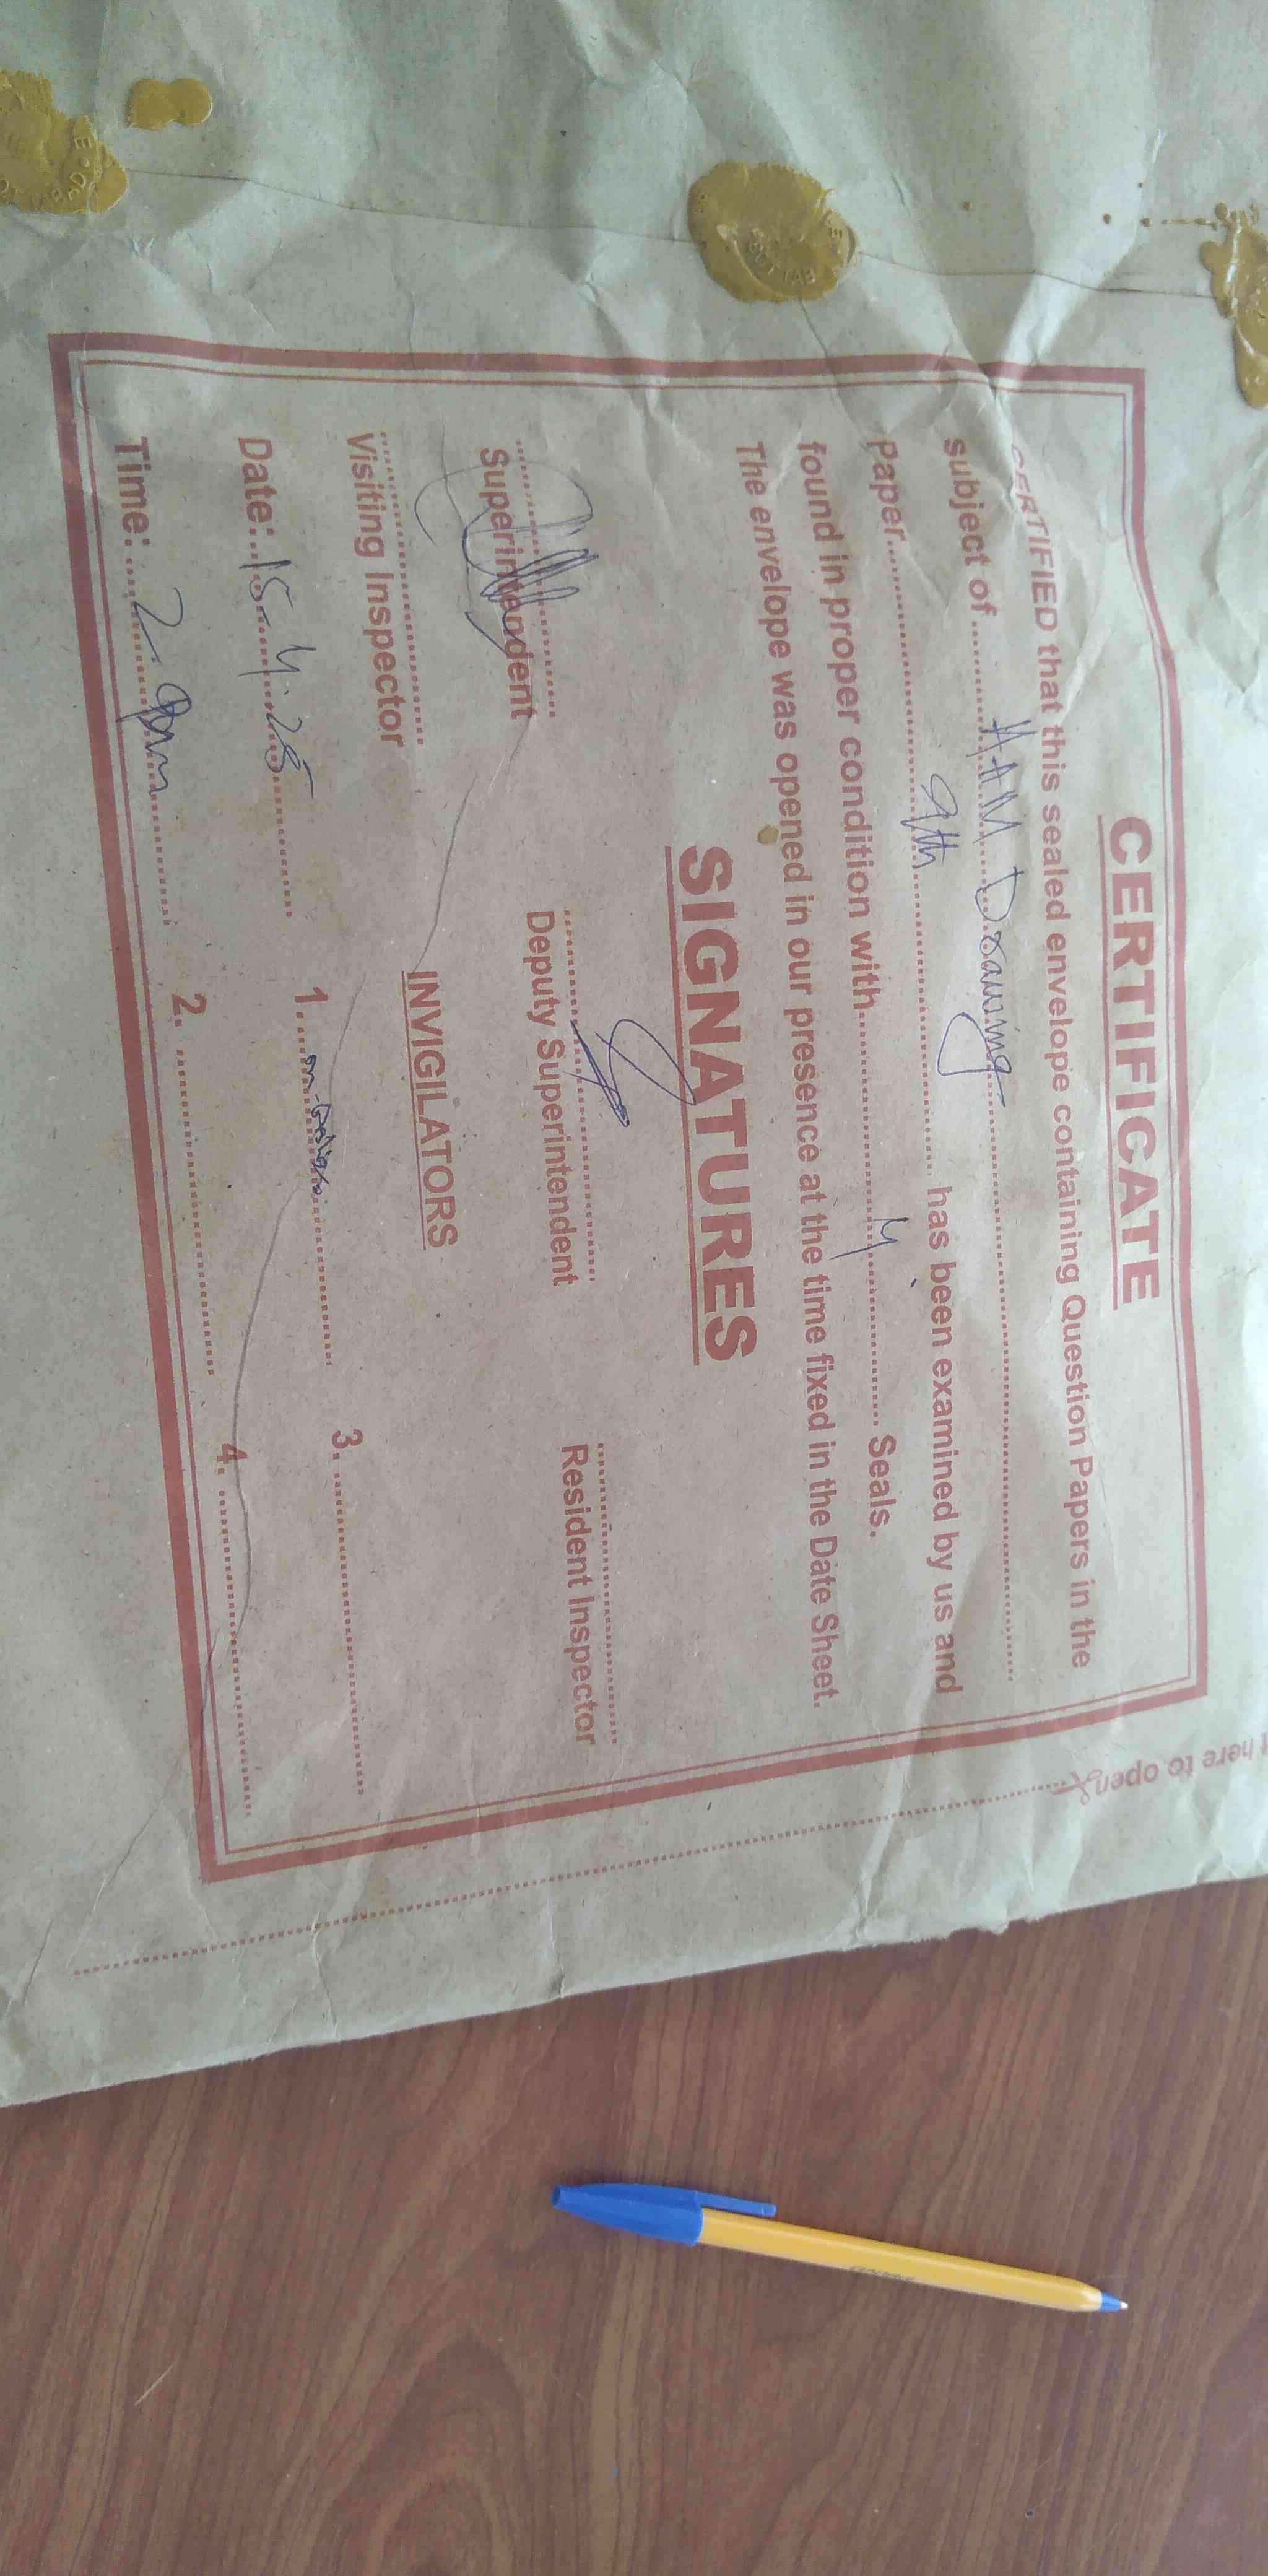 CERTIFICATE
CERTIFIED that this sealed envelope containing Question Papers in the
subject of HAM Drawing
Paper 9th has been examined by us and
found in proper condition with 4 Seals.
The envelope was opened in our presence at the time fixed in the Date Sheet.
SIGNATURES
Superintendent
Deputy Superintendent
Resident Inspector
Visiting Inspector
INVIGILATORS
Date: 15-4-25
1.
3.
Time: 2.
2.
4.
here to open